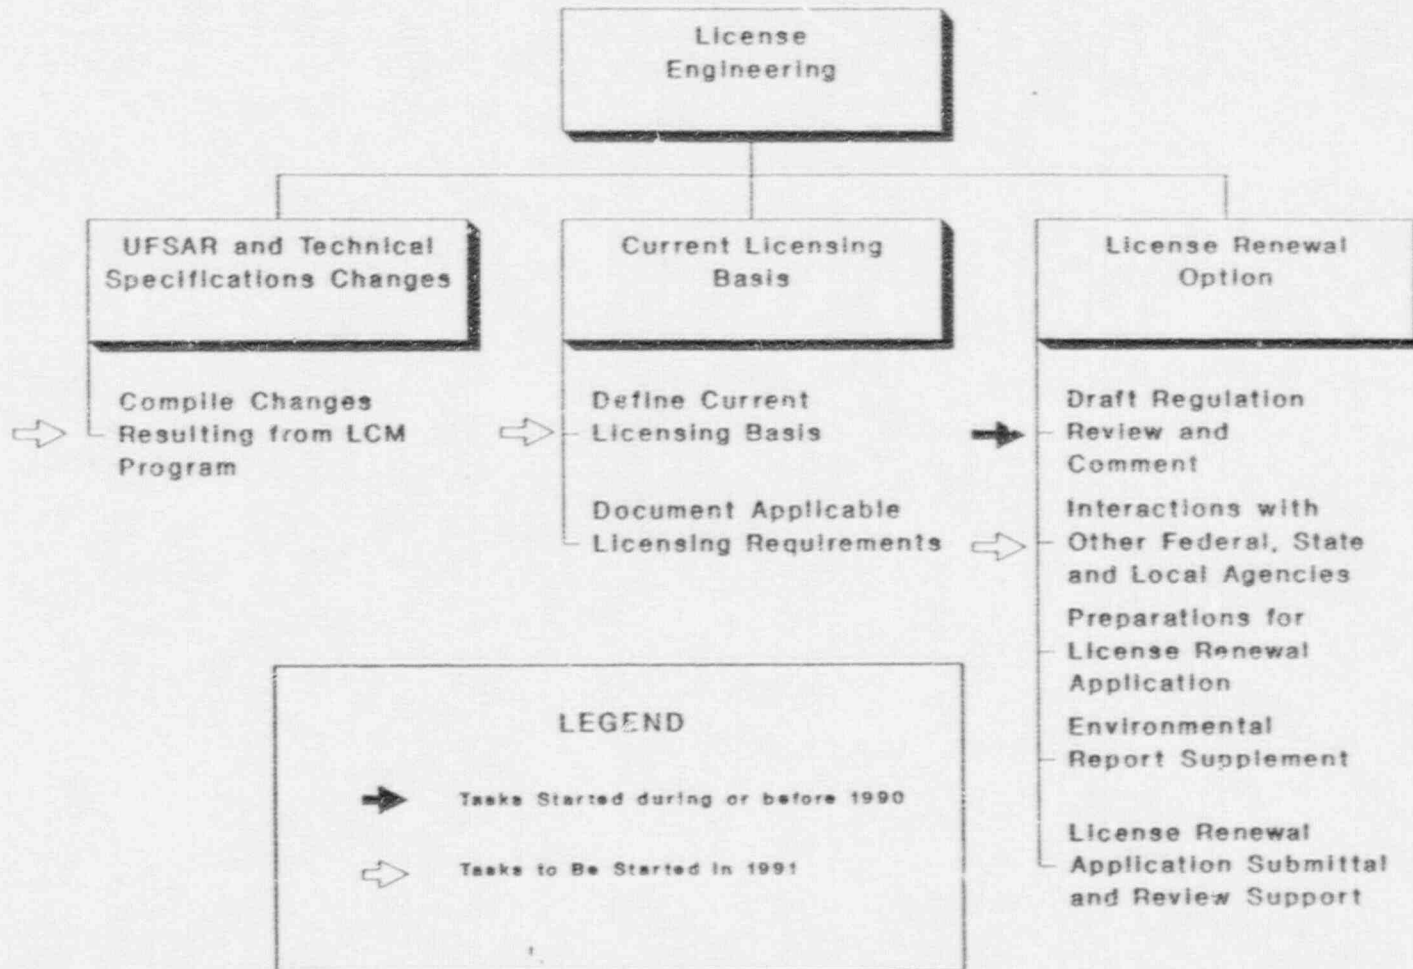 License
Engineering
UFSAR and Technical
Specifications Changes
Compile Changes
Resulting from LCM
Program
Current Licensing
Basis
Define Current
Licensing Basis
Document Applicable
Licensing Requirements
License Renewal
Option
Draft Regulation
Review and
Comment
Interactions with
Other Federal, State
and Local Agencies
Preparations for
License Renewal
Application
Environmental
Report Supplement
License Renewal
Application Submittal
and Review Support
LEGEND
Tasks Started during or before 1990
Tasks to Be Started in 1991